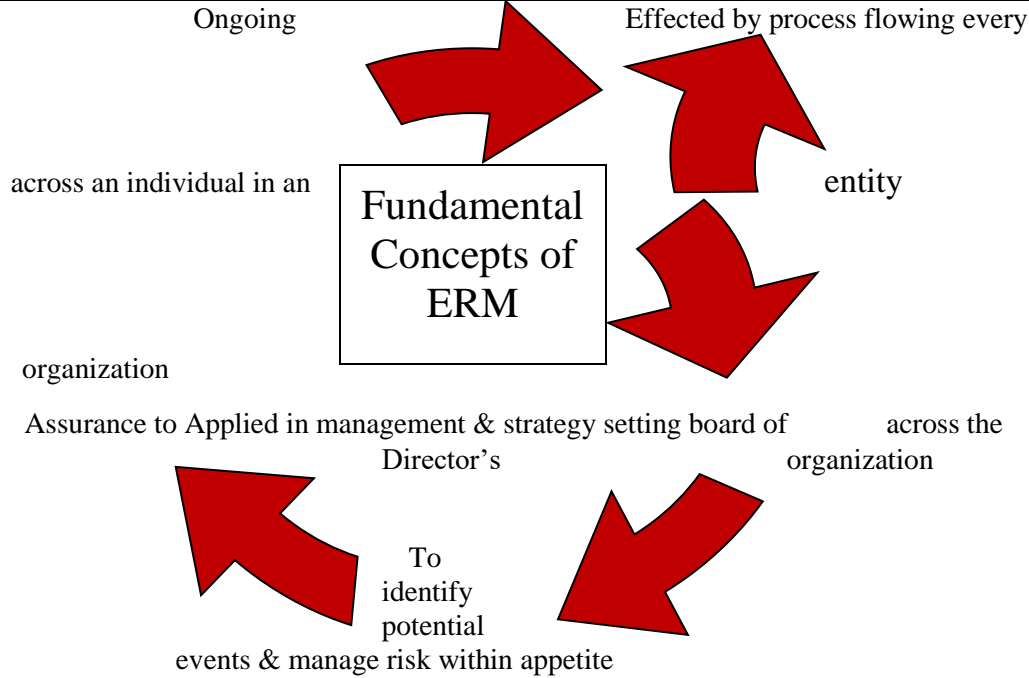 Ongoing Effected by process flowing every
across an individual in an entity
Fundamental
Concepts of
ERM
organization
Assurance to Applied in management & strategy setting board of across the
Director's organization
To
identify
potential
events & manage risk within appetite